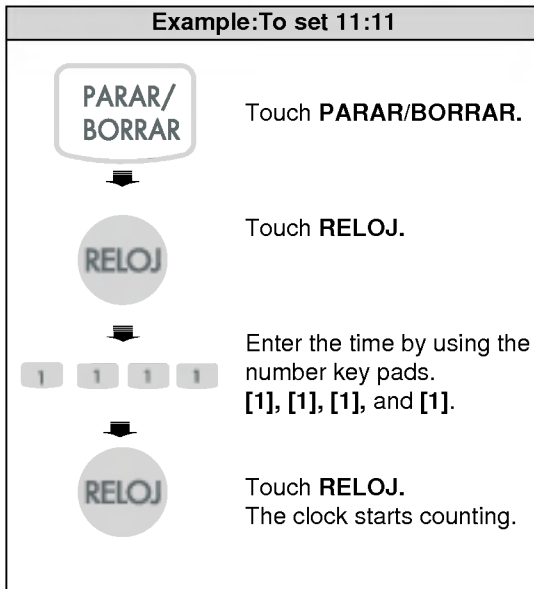 Example:To set 11:11
PARAR/
BORRAR
Touch PARAR/BORRAR.
RELOJ
Touch RELOJ.
1 1 1 1
Enter the time by using the
number key pads.
[1], [1], [1], and [1].
RELOJ
Touch RELOJ.
The clock starts counting.